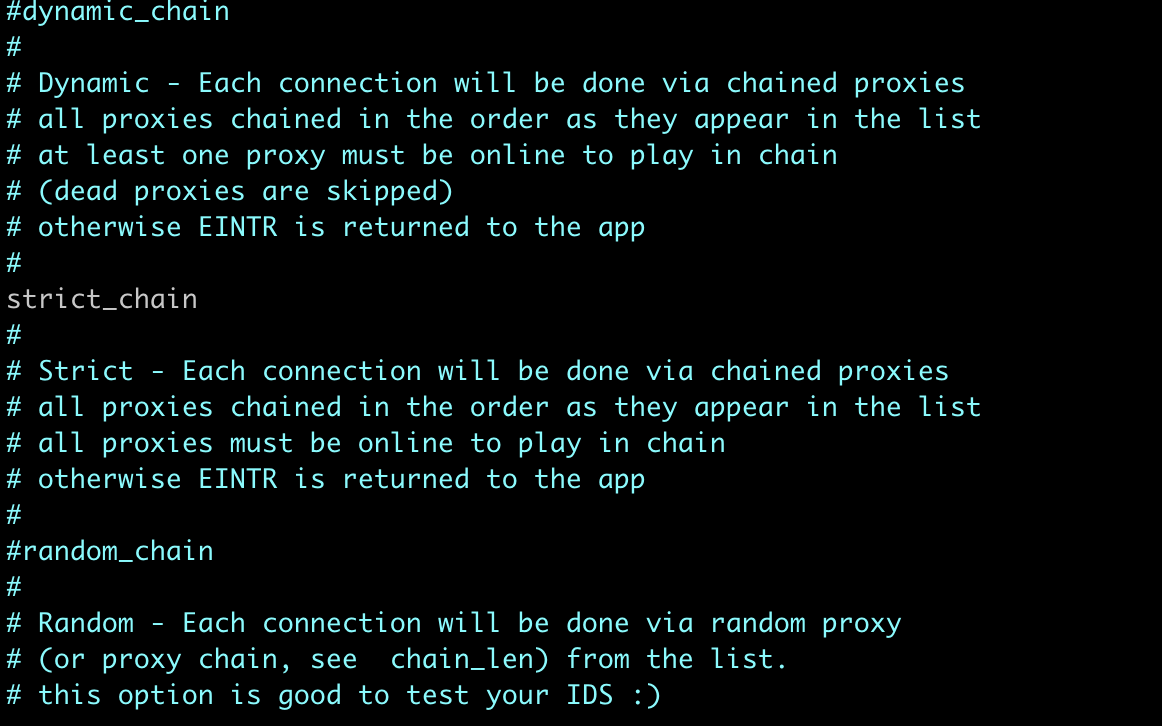 #dynamic_chain
#
# Dynamic - Each connection will be done via chained proxies
# all proxies chained in the order as they appear in the list
# at least one proxy must be online to play in chain
# (dead proxies are skipped)
# otherwise EINTR is returned to the app
#
strict_chain
#
# Strict - Each connection will be done via chained proxies
# all proxies chained in the order as they appear in the list
# all proxies must be online to play in chain
# otherwise EINTR is returned to the app
#
#random_chain
#
# Random - Each connection will be done via random proxy
# (or proxy chain, see  chain_len) from the list.
# this option is good to test your IDS :)